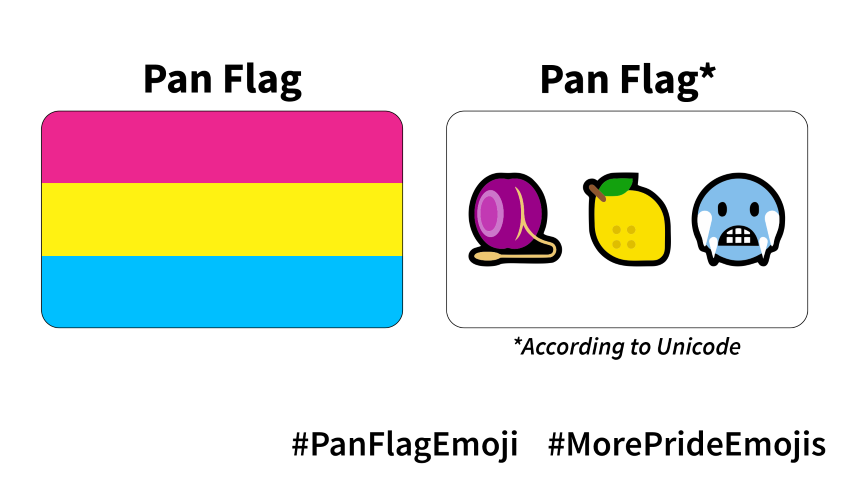 Pan Flag
Pan Flag*
*According to Unicode
#PanFlagEmoji #MorePrideEmojis